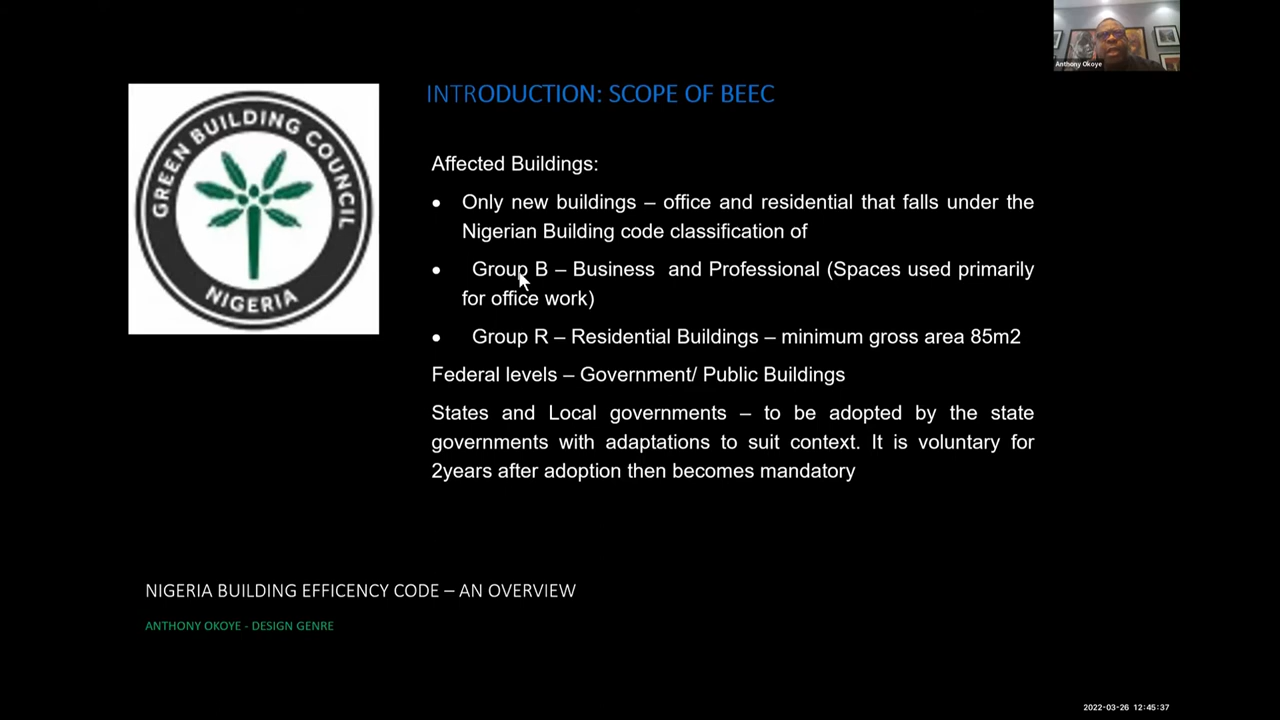 Anthony Okoye
GREEN BUILDING COUNCIL
NIGERIA
INTRODUCTION: SCOPE OF BEEC
Affected Buildings:
• Only new buildings – office and residential that falls under the
Nigerian Building code classification of
• Group B – Business and Professional (Spaces used primarily
for office work)
• Group R – Residential Buildings – minimum gross area 85m2
Federal levels – Government/ Public Buildings
States and Local governments – to be adopted by the state
governments with adaptations to suit context. It is voluntary for
2years after adoption then becomes mandatory
NIGERIA BUILDING EFFICENCY CODE – AN OVERVIEW
ANTHONY OKOYE - DESIGN GENRE
2022-03-26 12:45:37